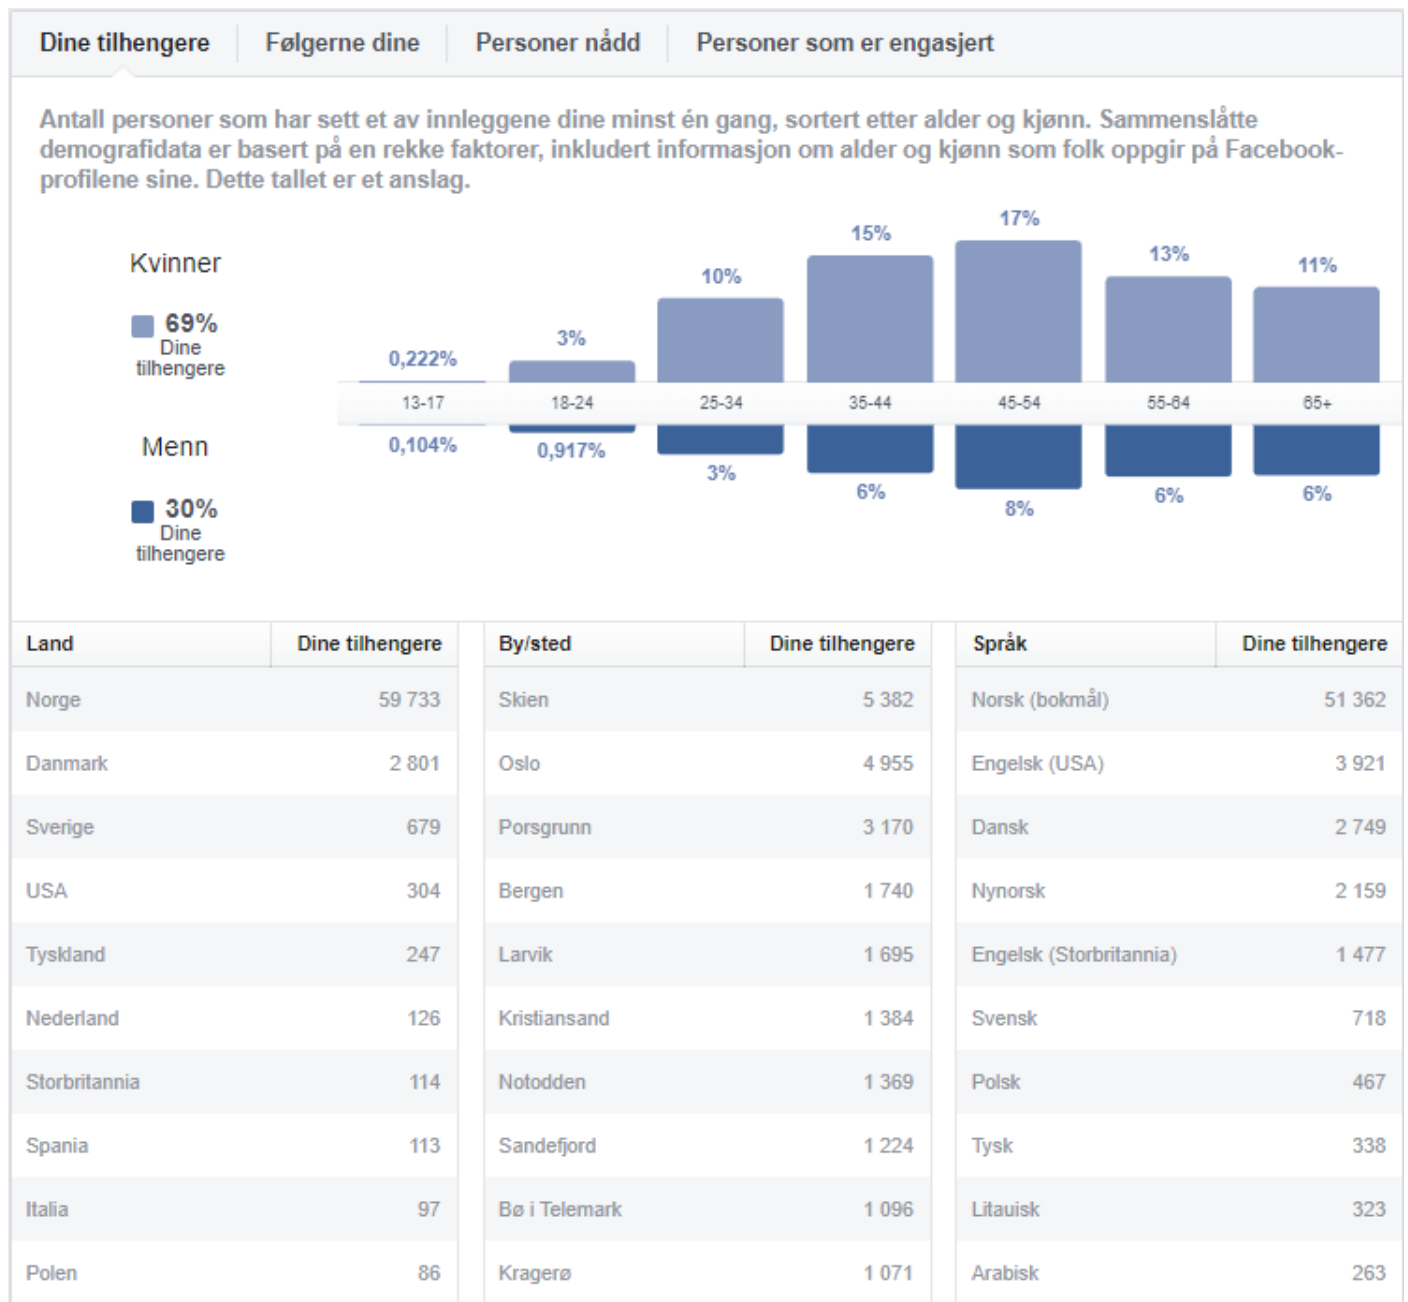 Dine tilhengere Følgerne dine Personer nådd Personer som er engasjert
Antall personer som har sett et av innleggene dine minst én gang, sortert etter alder og kjønn. Sammenslåtte
demografidata er basert på en rekke faktorer, inkludert informasjon om alder og kjønn som folk oppgir på Facebook-
profilene sine. Dette tallet er et anslag.
Kvinner
69%
Dine
tilhengere
0,222% 3% 10% 15% 17% 13% 11%
13-17 18-24 25-34 35-44 45-54 55-64 65+
0,104% 0,917% 3% 6% 8% 6% 6%
Menn
30%
Dine
tilhengere
Land Dine tilhengere By/sted Dine tilhengere Språk Dine tilhengere
Norge 59 733 Skien 5 382 Norsk (bokmål) 51 362
Danmark 2 801 Oslo 4 955 Engelsk (USA) 3 921
Sverige 679 Porsgrunn 3 170 Dansk 2 749
USA 304 Bergen 1 740 Nynorsk 2 159
Tyskland 247 Larvik 1 695 Engelsk (Storbritannia) 1 477
Nederland 126 Kristiansand 1 384 Svensk 718
Storbritannia 114 Notodden 1 369 Polsk 467
Spania 113 Sandefjord 1 224 Tysk 338
Italia 97 Bø i Telemark 1 096 Litauisk 323
Polen 86 Kragerø 1 071 Arabisk 263